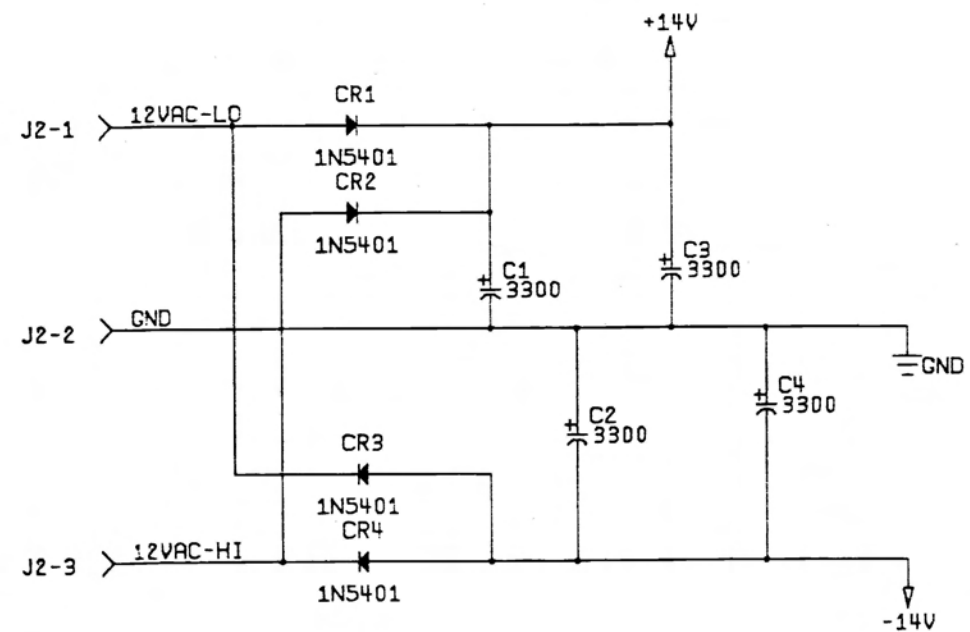 +14V
CR1
J2-1
12VAC-LO
1N5401
CR2
1N5401
C1
3300
C3
3300
J2-2
GND
GND
C2
3300
C4
3300
CR3
1N5401
CR4
J2-3
12VAC-HI
1N5401
-14V